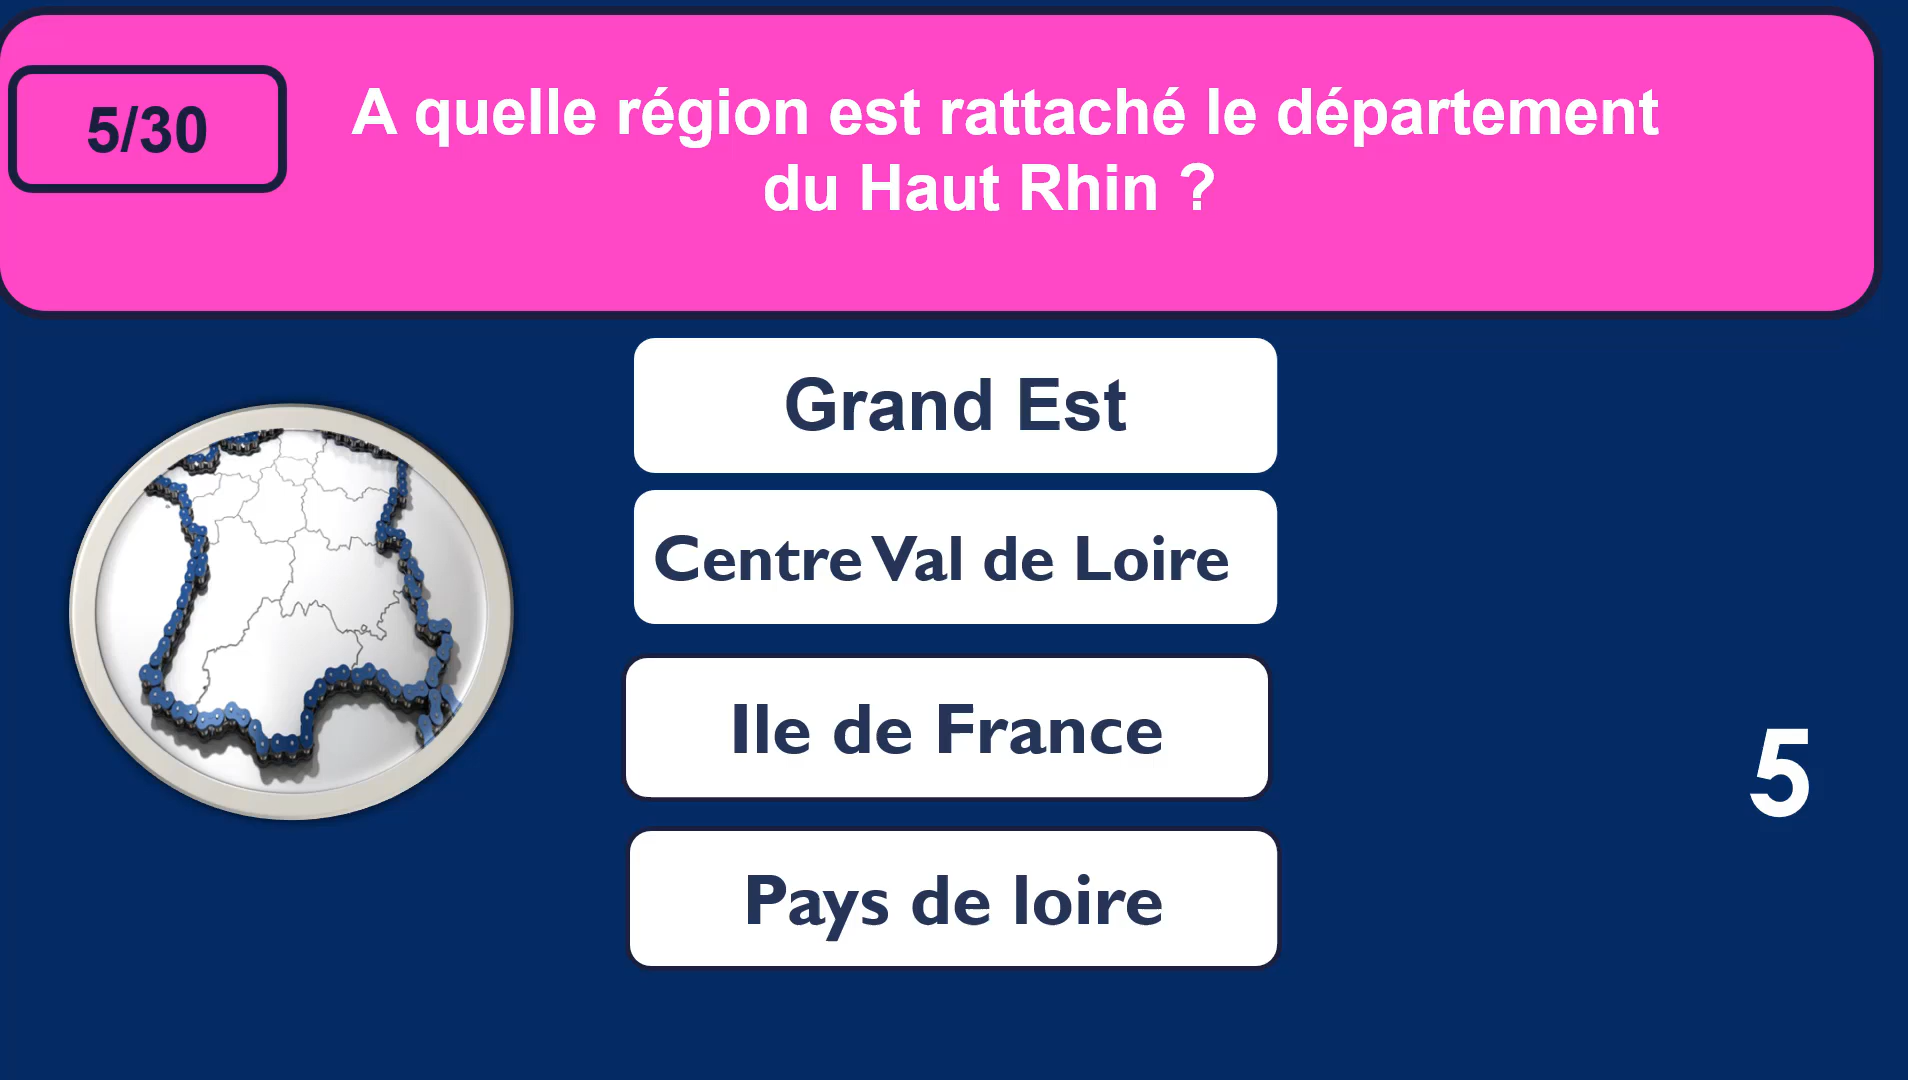 5/30
A quelle région est rattaché le département
du Haut Rhin ?
Grand Est
Centre Val de Loire
Ile de France
Pays de loire
5